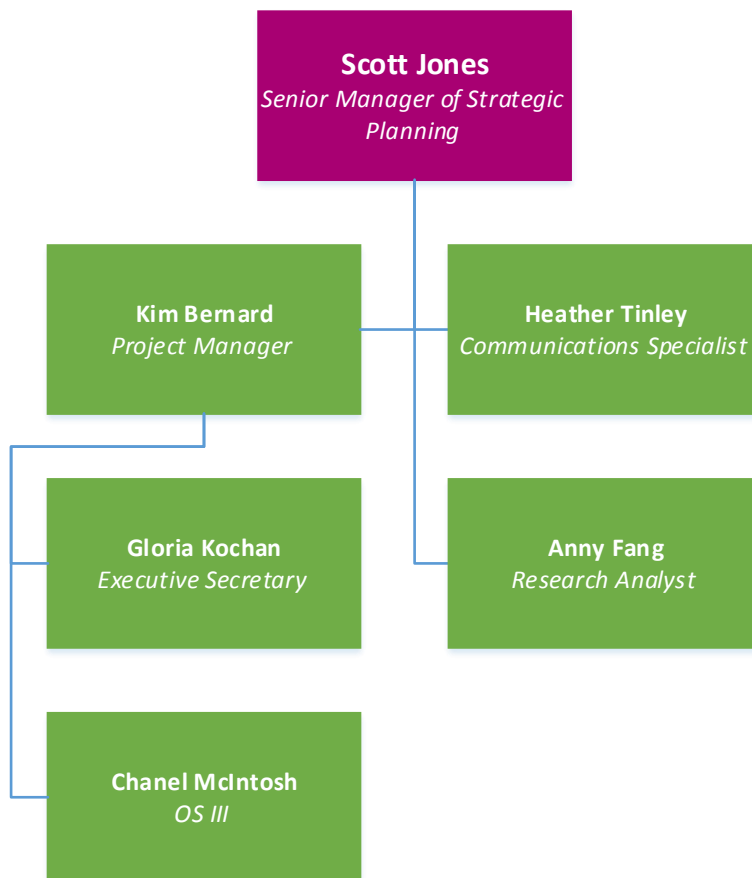 Scott Jones
Senior Manager of Strategic
Planning
Kim Bernard
Project Manager
Heather Tinley
Communications Specialist
Gloria Kochan
Executive Secretary
Anny Fang
Research Analyst
Chanel McIntosh
OS III